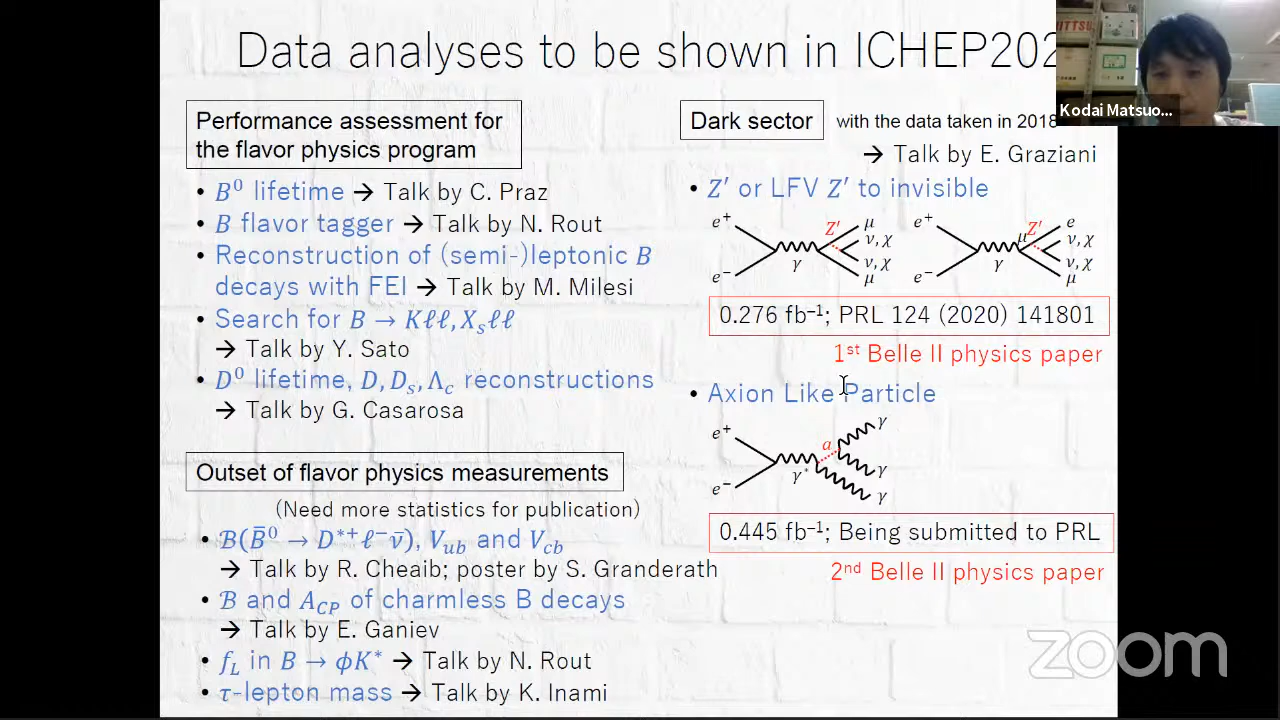 Data analyses to be shown in ICHEP202
Kodai Matsuo...
Performance assessment for
the flavor physics program
• B⁰ lifetime → Talk by C. Praz
• B flavor tagger → Talk by N. Rout
• Reconstruction of (semi-)leptonic B
decays with FEI → Talk by M. Milesi
• Search for B → Kℓℓ, Xₛℓℓ
→ Talk by Y. Sato
• D⁰ lifetime, D, Dₛ, Λ_c reconstructions
→ Talk by G. Casarosa
Outset of flavor physics measurements
(Need more statistics for publication)
• ℬ(B̄⁰ → D*⁺ℓ⁻ν̄), V_ub and V_cb
→ Talk by R. Cheaib; poster by S. Granderath
• ℬ and A_CP of charmless B decays
→ Talk by E. Ganiev
• f_L in B → ϕK* → Talk by N. Rout
• τ-lepton mass → Talk by K. Inami
Dark sector with the data taken in 2018
→ Talk by E. Graziani
• Z′ or LFV Z′ to invisible
e⁺ Z′ μ ν, χ ν, χ μ γ e⁻
e⁺ μ Z′ e ν, χ ν, χ μ γ e⁻
0.276 fb⁻¹; PRL 124 (2020) 141801
1st Belle II physics paper
• Axion Like Particle
e⁺ a γ γ γ γ* e⁻
0.445 fb⁻¹; Being submitted to PRL
2nd Belle II physics paper
zoom